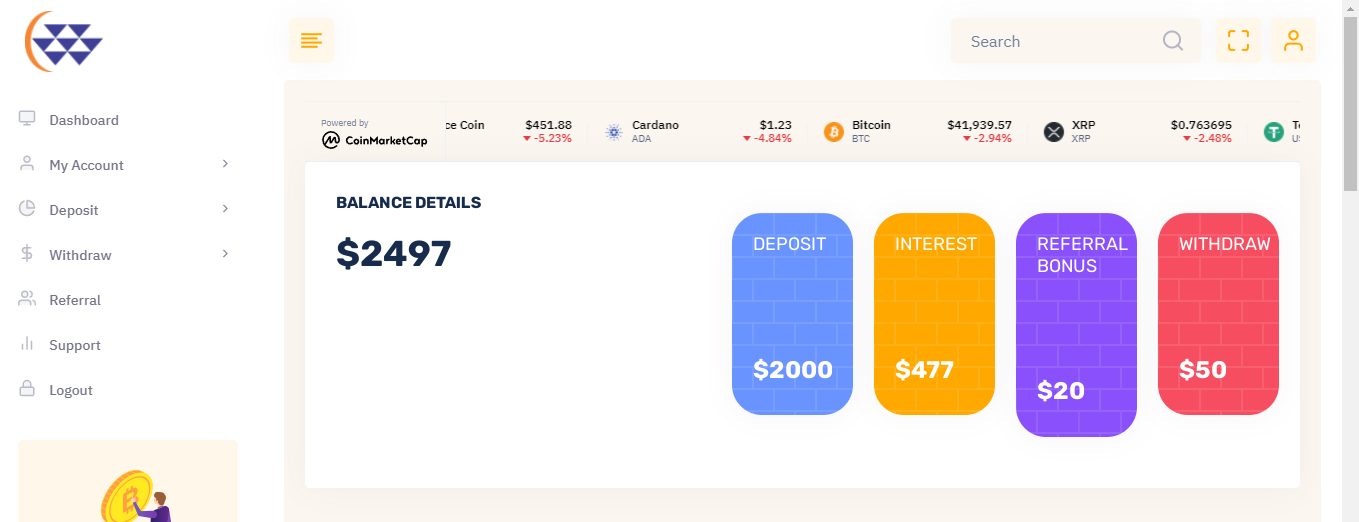 Search
Dashboard
My Account
Deposit
Withdraw
Referral
Support
Logout
Powered by
CoinMarketCap
ce Coin
$451.88
-5.23%
Cardano
ADA
$1.23
-4.84%
Bitcoin
BTC
$41,939.57
-2.94%
XRP
XRP
$0.763695
-2.48%
BALANCE DETAILS
$2497
DEPOSIT
$2000
INTEREST
$477
REFERRAL
BONUS
$20
WITHDRAW
$50